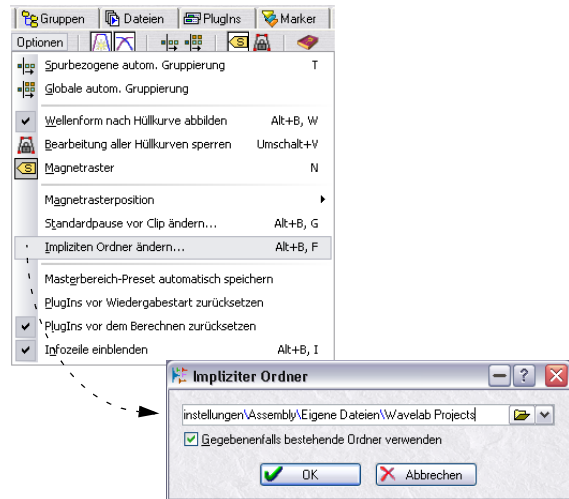 Gruppen Dateien PlugIns Marker
Optionen
Spurbezogene autom. Gruppierung T
Globale autom. Gruppierung
Wellenform nach Hüllkurve abbilden Alt+B, W
Bearbeitung aller Hüllkurven sperren Umschalt+V
Magnetraster N
Magnetrasterposition
Standardpause vor Clip ändern... Alt+B, G
Impliziten Ordner ändern... Alt+B, F
Masterbereich-Preset automatisch speichern
PlugIns vor Wiedergabestart zurücksetzen
PlugIns vor dem Berechnen zurücksetzen
Infozeile einblenden Alt+B, I
Impliziter Ordner
instellungen\Assembly\Eigene Dateien\Wavelab Projects
Gegebenenfalls bestehende Ordner verwenden
OK Abbrechen